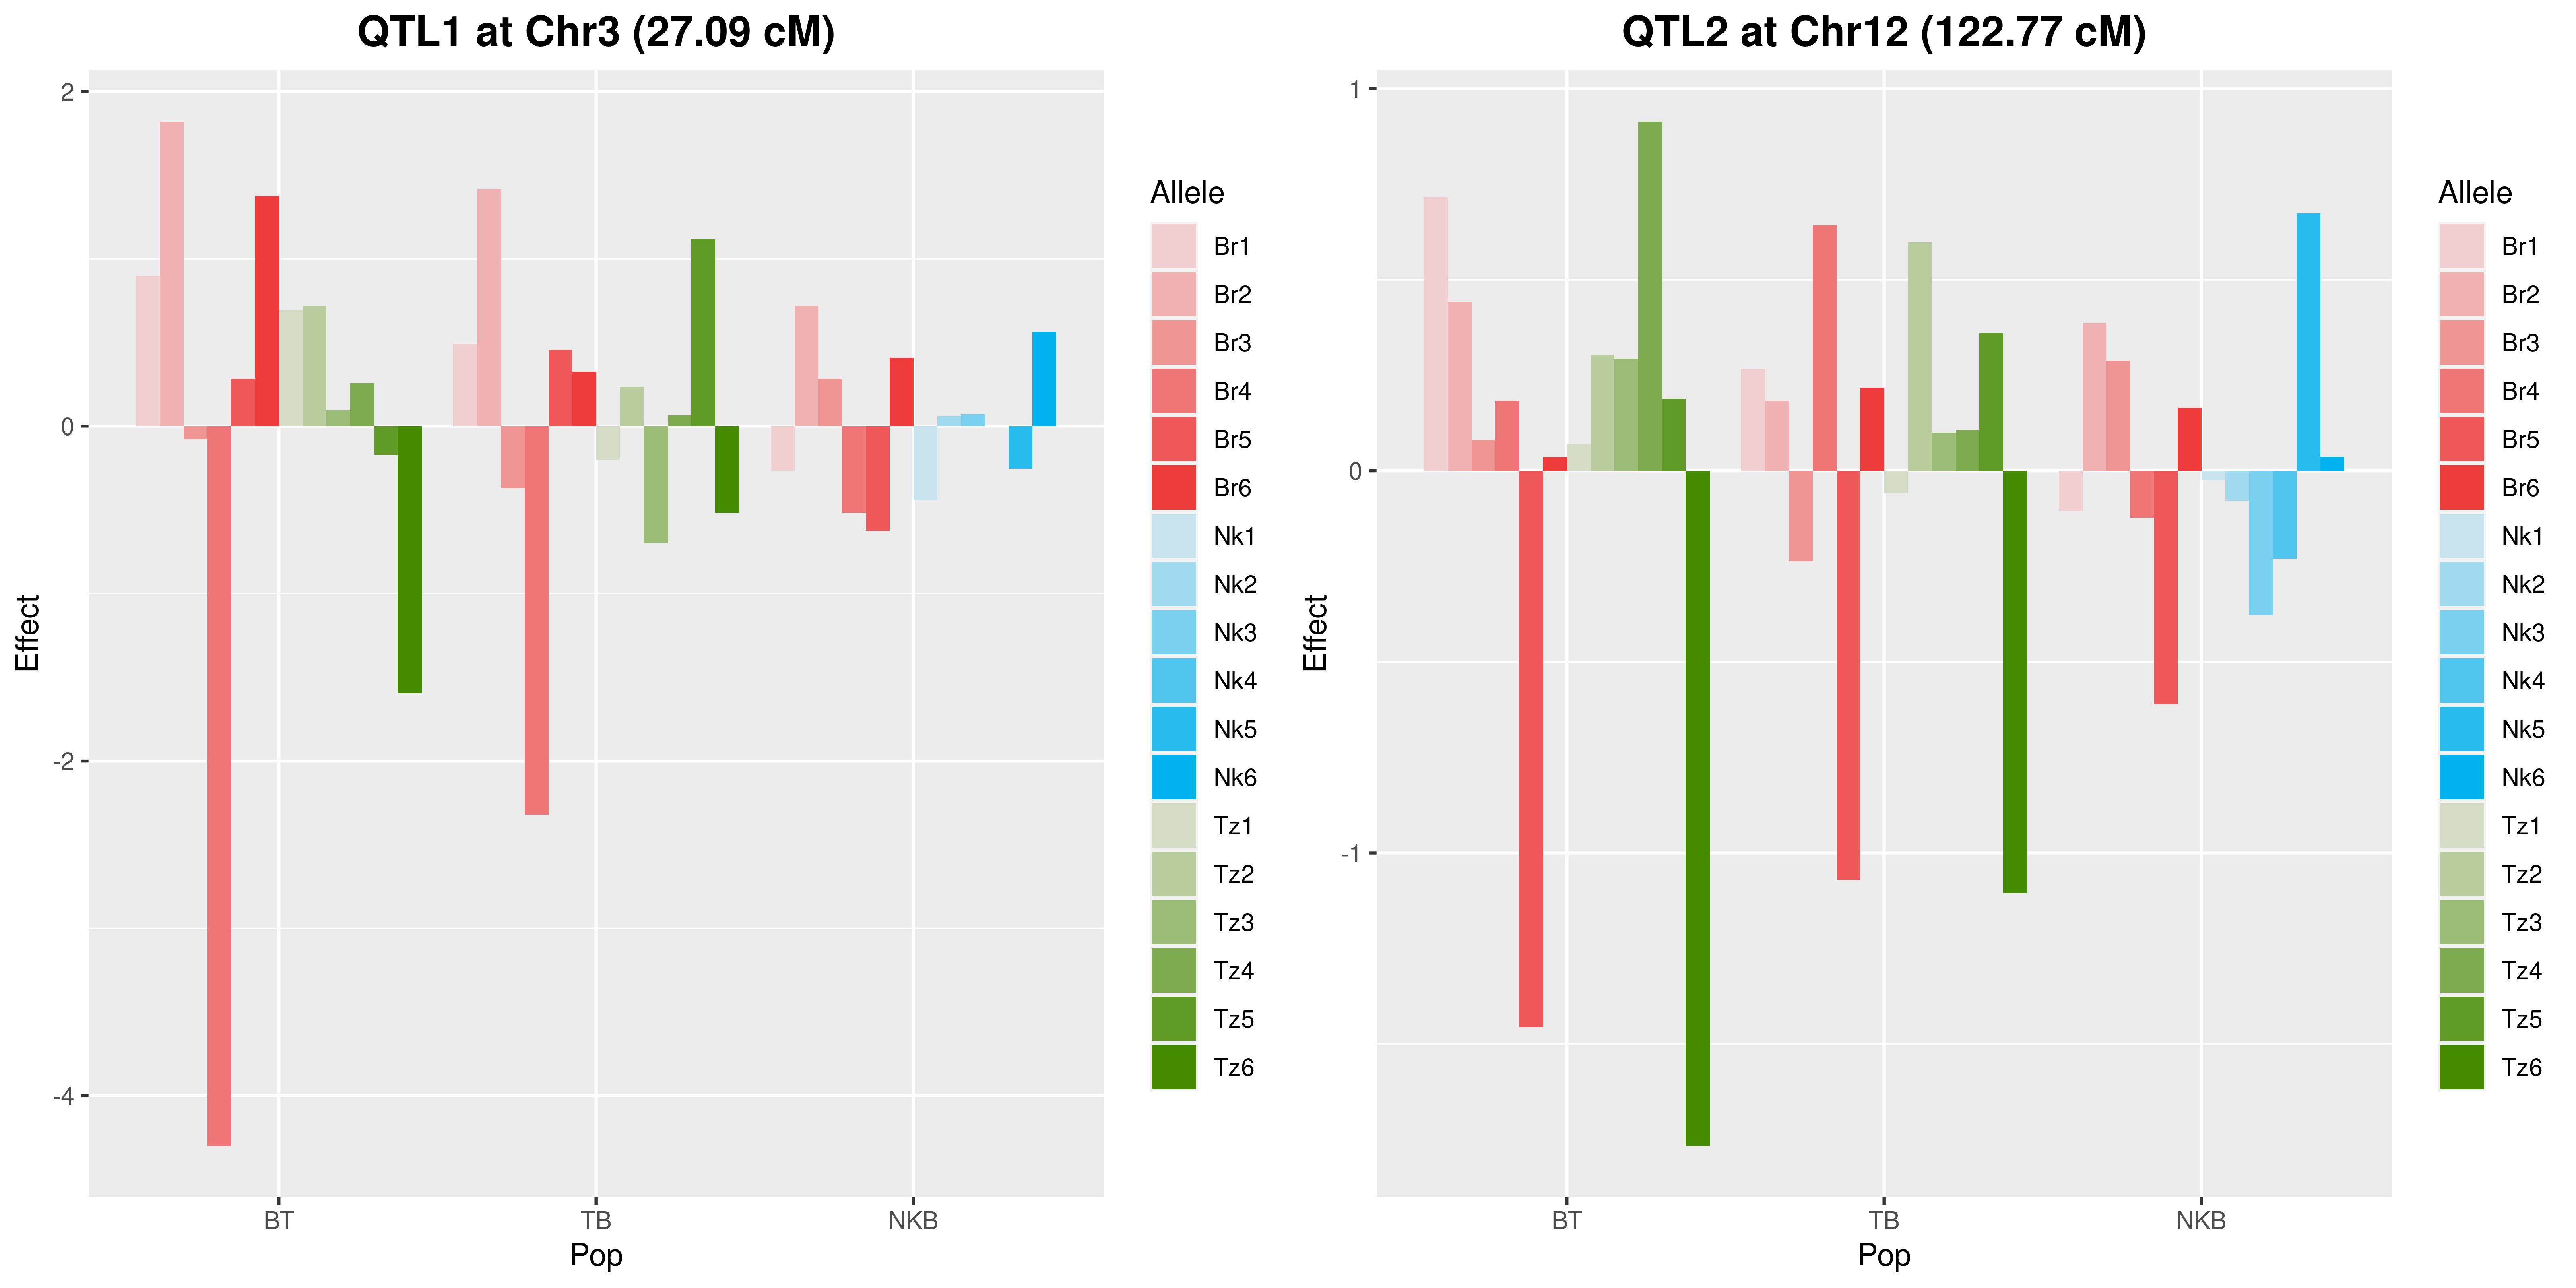 QTL1 at Chr3 (27.09 cM)
2
0
-2
-4
Effect
BT
TB
NKB
Pop
Allele
Br1
Br2
Br3
Br4
Br5
Br6
Nk1
Nk2
Nk3
Nk4
Nk5
Nk6
Tz1
Tz2
Tz3
Tz4
Tz5
Tz6
QTL2 at Chr12 (122.77 cM)
1
0
-1
Effect
BT
TB
NKB
Pop
Allele
Br1
Br2
Br3
Br4
Br5
Br6
Nk1
Nk2
Nk3
Nk4
Nk5
Nk6
Tz1
Tz2
Tz3
Tz4
Tz5
Tz6